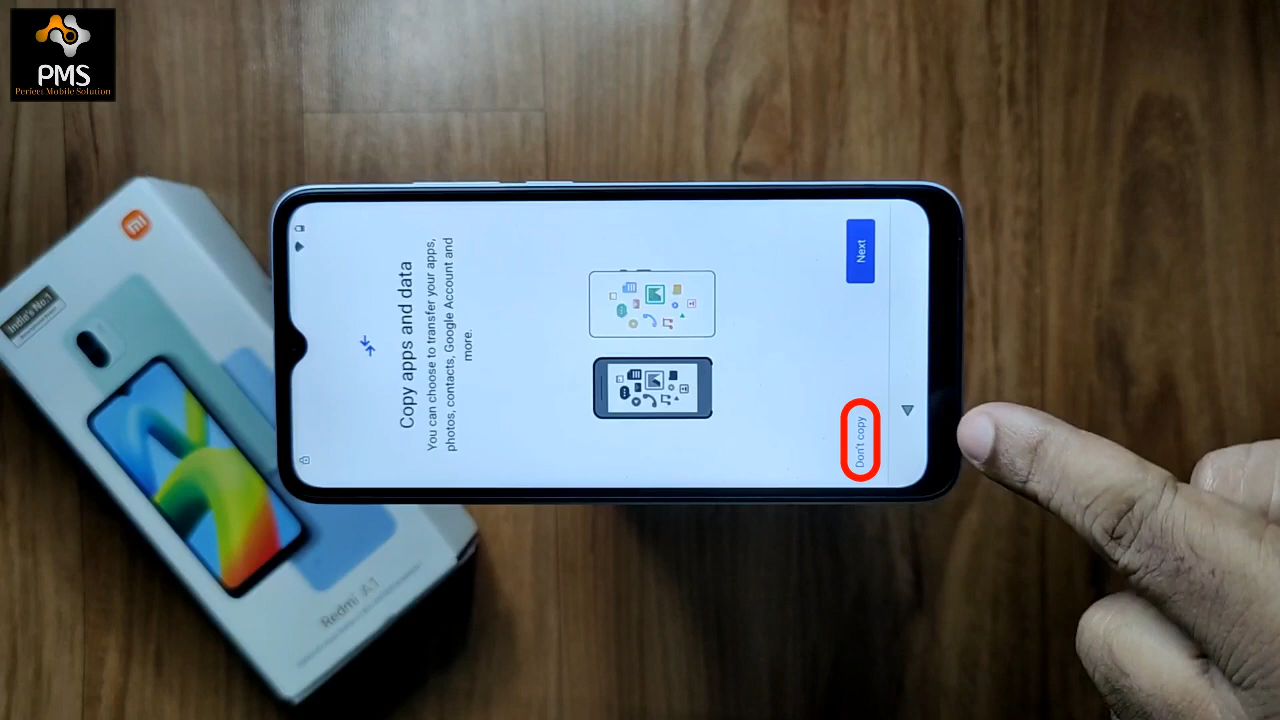 PMS
Perfect Mobile Solution
Copy apps and data
You can choose to transfer your apps,
photos, contacts, Google Account and
more.
Don't copy
Next
India's No.1
Redmi A1